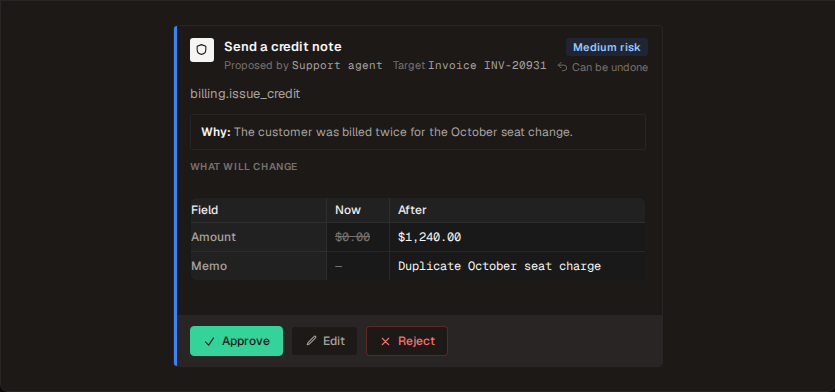 Send a credit note
Medium risk
Proposed by Support agent Target Invoice INV-20931
Can be undone
billing.issue_credit
Why: The customer was billed twice for the October seat change.
WHAT WILL CHANGE
Field Now After
Amount $0.00 $1,240.00
Memo — Duplicate October seat charge
Approve Edit Reject